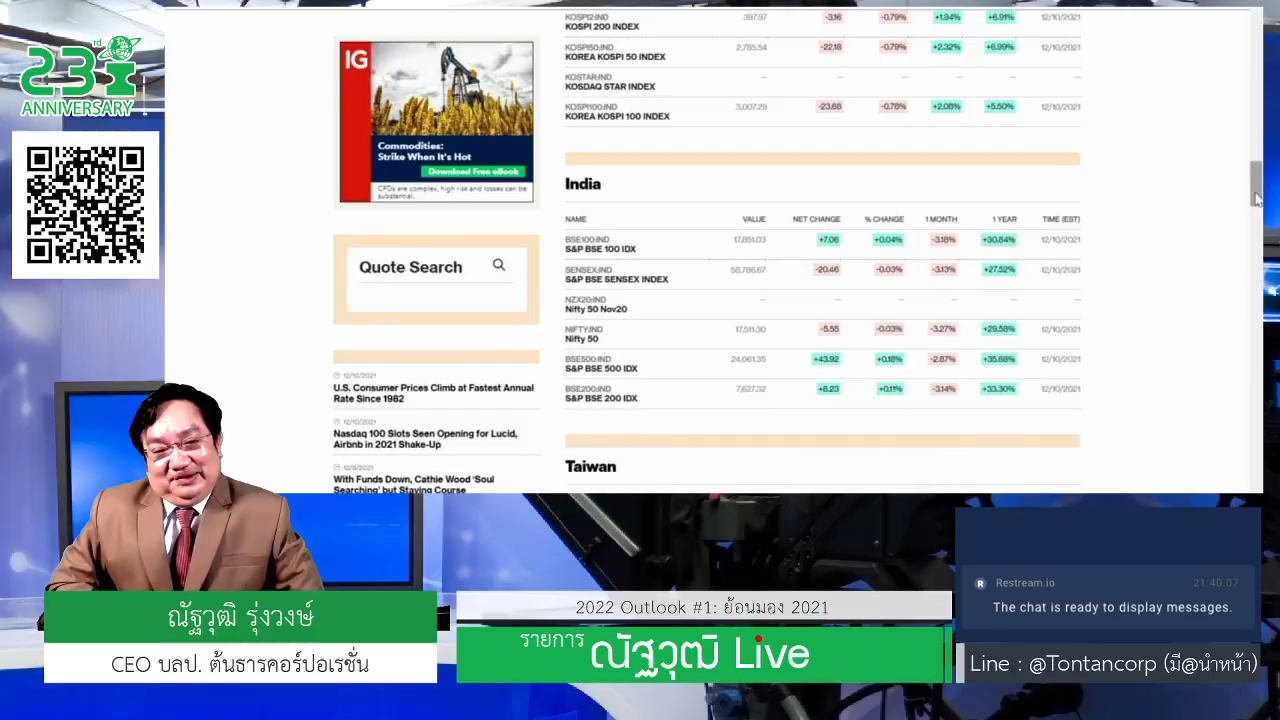 23rd
ANNIVERSARY
KOSPI2:IND 397.97 -3.16 -0.79% +1.94% +6.91% 12/10/2021
KOSPI 200 INDEX
KOSPI50:IND 2,785.54 -22.18 -0.79% +2.32% +6.99% 12/10/2021
KOREA KOSPI 50 INDEX
KOSTAR:IND -- -- -- -- -- --
KOSDAQ STAR INDEX
KOSPI100:IND 3,007.29 -23.68 -0.78% +2.08% +5.50% 12/10/2021
KOREA KOSPI 100 INDEX
IG
Commodities:
Strike When It's Hot
Download Free eBook
CFDs are complex, high risk and losses can be
substantial.
India
NAME VALUE NET CHANGE % CHANGE 1 MONTH 1 YEAR TIME (EST)
BSE100:IND 17,851.03 +7.06 +0.04% -3.18% +30.84% 12/10/2021
S&P BSE 100 IDX
SENSEX:IND 58,786.67 -20.46 -0.03% -3.13% +27.52% 12/10/2021
S&P BSE SENSEX INDEX
NZX20:IND -- -- -- -- -- --
Nifty 50 Nov20
NIFTY:IND 17,511.30 -5.55 -0.03% -3.27% +29.58% 12/10/2021
Nifty 50
BSE500:IND 24,061.35 +43.92 +0.18% -2.87% +35.68% 12/10/2021
S&P BSE 500 IDX
BSE200:IND 7,627.32 +8.23 +0.11% -3.14% +33.30% 12/10/2021
S&P BSE 200 IDX
Taiwan
Quote Search
12/10/2021
U.S. Consumer Prices Climb at Fastest Annual
Rate Since 1982
12/10/2021
Nasdaq 100 Slots Seen Opening for Lucid,
Airbnb in 2021 Shake-Up
12/9/2021
With Funds Down, Cathie Wood 'Soul
Searching' but Staying Course
ณัฐวุฒิ รุ่งวงษ์
CEO บลป. ต้นธารคอร์ปอเรชั่น
2022 Outlook #1: ย้อนมอง 2021
รายการ ณัฐวุฒิ Live
R Restream.io 21:40.07
The chat is ready to display messages.
Line : @Tontancorp (มี@นำหน้า)